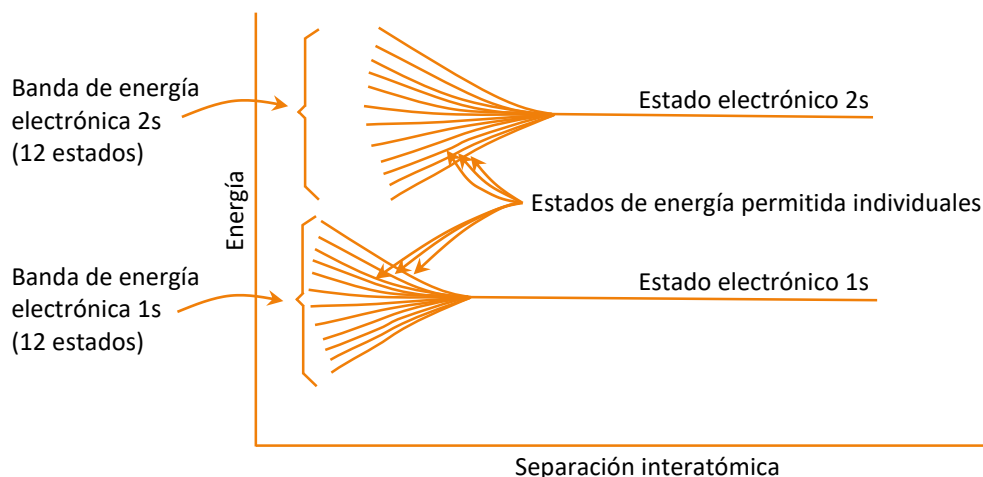 Banda de energía
electrónica 2s
(12 estados)
Estado electrónico 2s
Energía
Estados de energía permitida individuales
Banda de energía
electrónica 1s
(12 estados)
Estado electrónico 1s
Separación interatómica